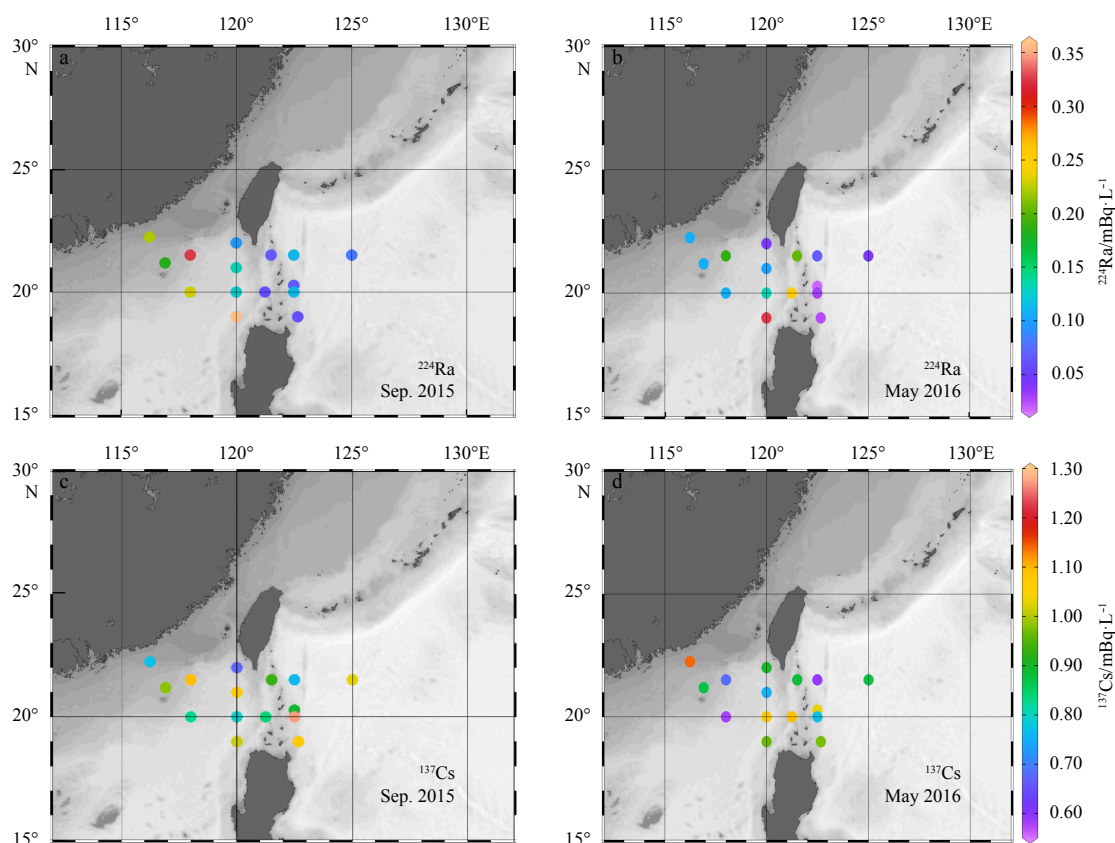 115° 120° 125° 130°E
115° 120° 125° 130°E
30°
N
25°
20°
15°
a
²²⁴Ra
Sep. 2015
30°
N
25°
20°
15°
b
²²⁴Ra
May 2016
0.35
0.30
0.25
0.20
0.15
0.10
0.05
²²⁴Ra/mBq·L⁻¹
115° 120° 125° 130°E
115° 120° 125° 130°E
30°
N
25°
20°
15°
c
¹³⁷Cs
Sep. 2015
30°
N
25°
20°
15°
d
¹³⁷Cs
May 2016
1.30
1.20
1.10
1.00
0.90
0.80
0.70
0.60
¹³⁷Cs/mBq·L⁻¹